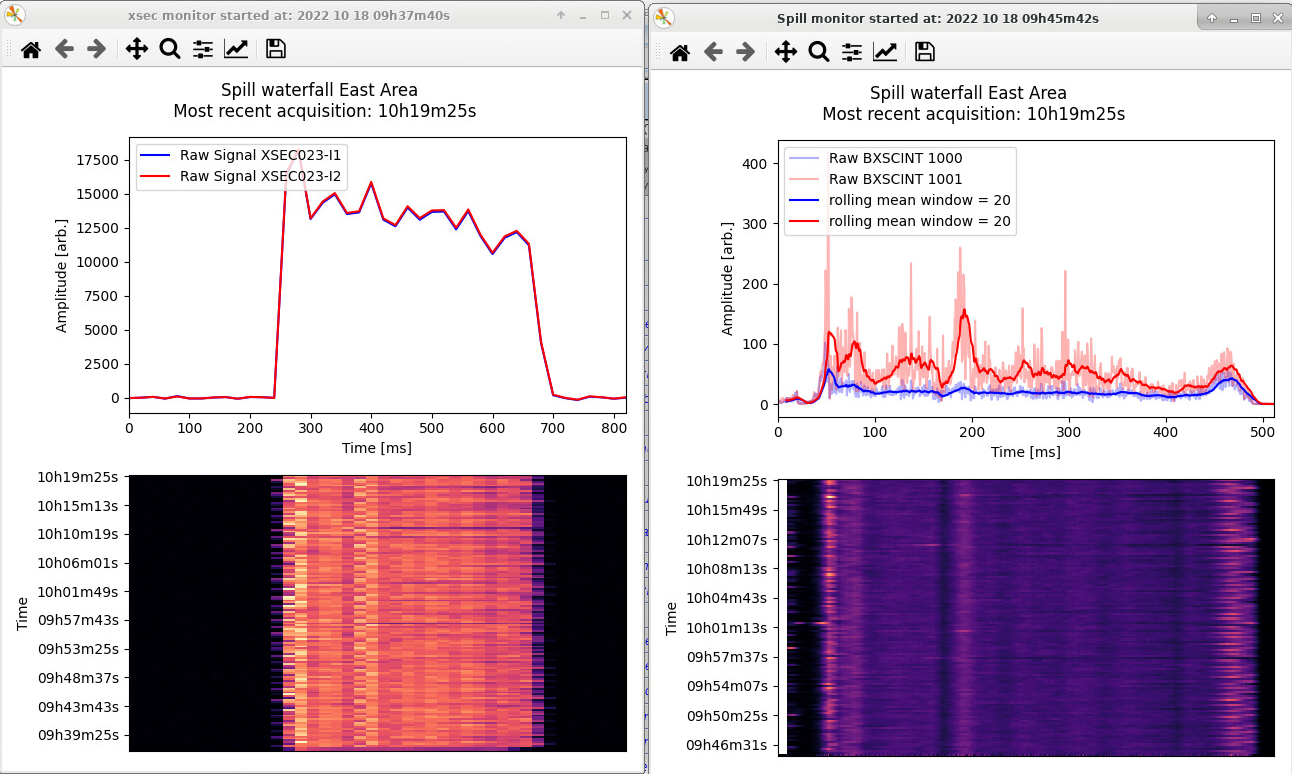 xsec monitor started at: 2022 10 18 09h37m40s
Spill waterfall East Area
Most recent acquisition: 10h19m25s
Raw Signal XSEC023-I1
Raw Signal XSEC023-I2
Amplitude [arb.]
17500
15000
12500
10000
7500
5000
2500
0
0 100 200 300 400 500 600 700 800
Time [ms]
Time
10h19m25s
10h15m13s
10h10m19s
10h06m01s
10h01m49s
09h57m43s
09h53m25s
09h48m37s
09h43m43s
09h39m25s
Spill monitor started at: 2022 10 18 09h45m42s
Spill waterfall East Area
Most recent acquisition: 10h19m25s
Raw BXSCINT 1000
Raw BXSCINT 1001
rolling mean window = 20
rolling mean window = 20
Amplitude [arb.]
400
300
200
100
0
0 100 200 300 400 500
Time [ms]
Time
10h19m25s
10h15m49s
10h12m07s
10h08m13s
10h04m43s
10h01m13s
09h57m37s
09h54m07s
09h50m25s
09h46m31s